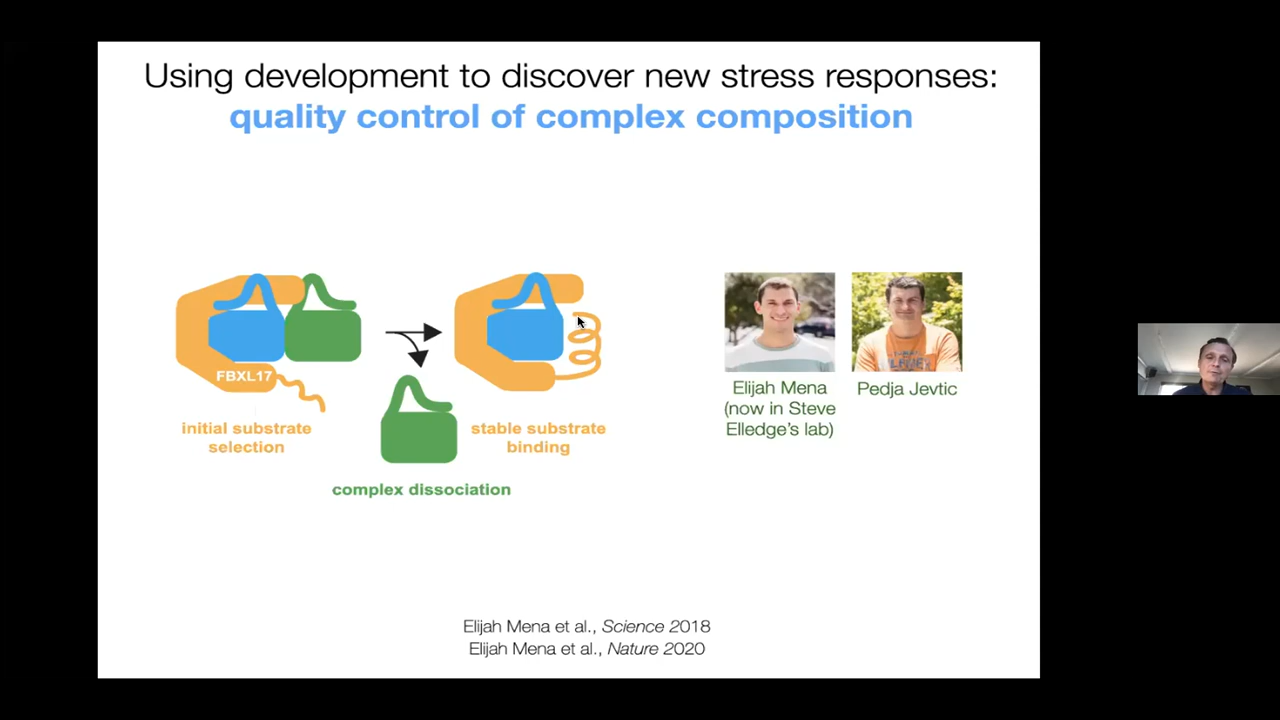 Using development to discover new stress responses:
quality control of complex composition
FBXL17
initial substrate
selection
stable substrate
binding
complex dissociation
Elijah Mena
(now in Steve
Elledge's lab)
Pedja Jevtic
Elijah Mena et al., Science 2018
Elijah Mena et al., Nature 2020